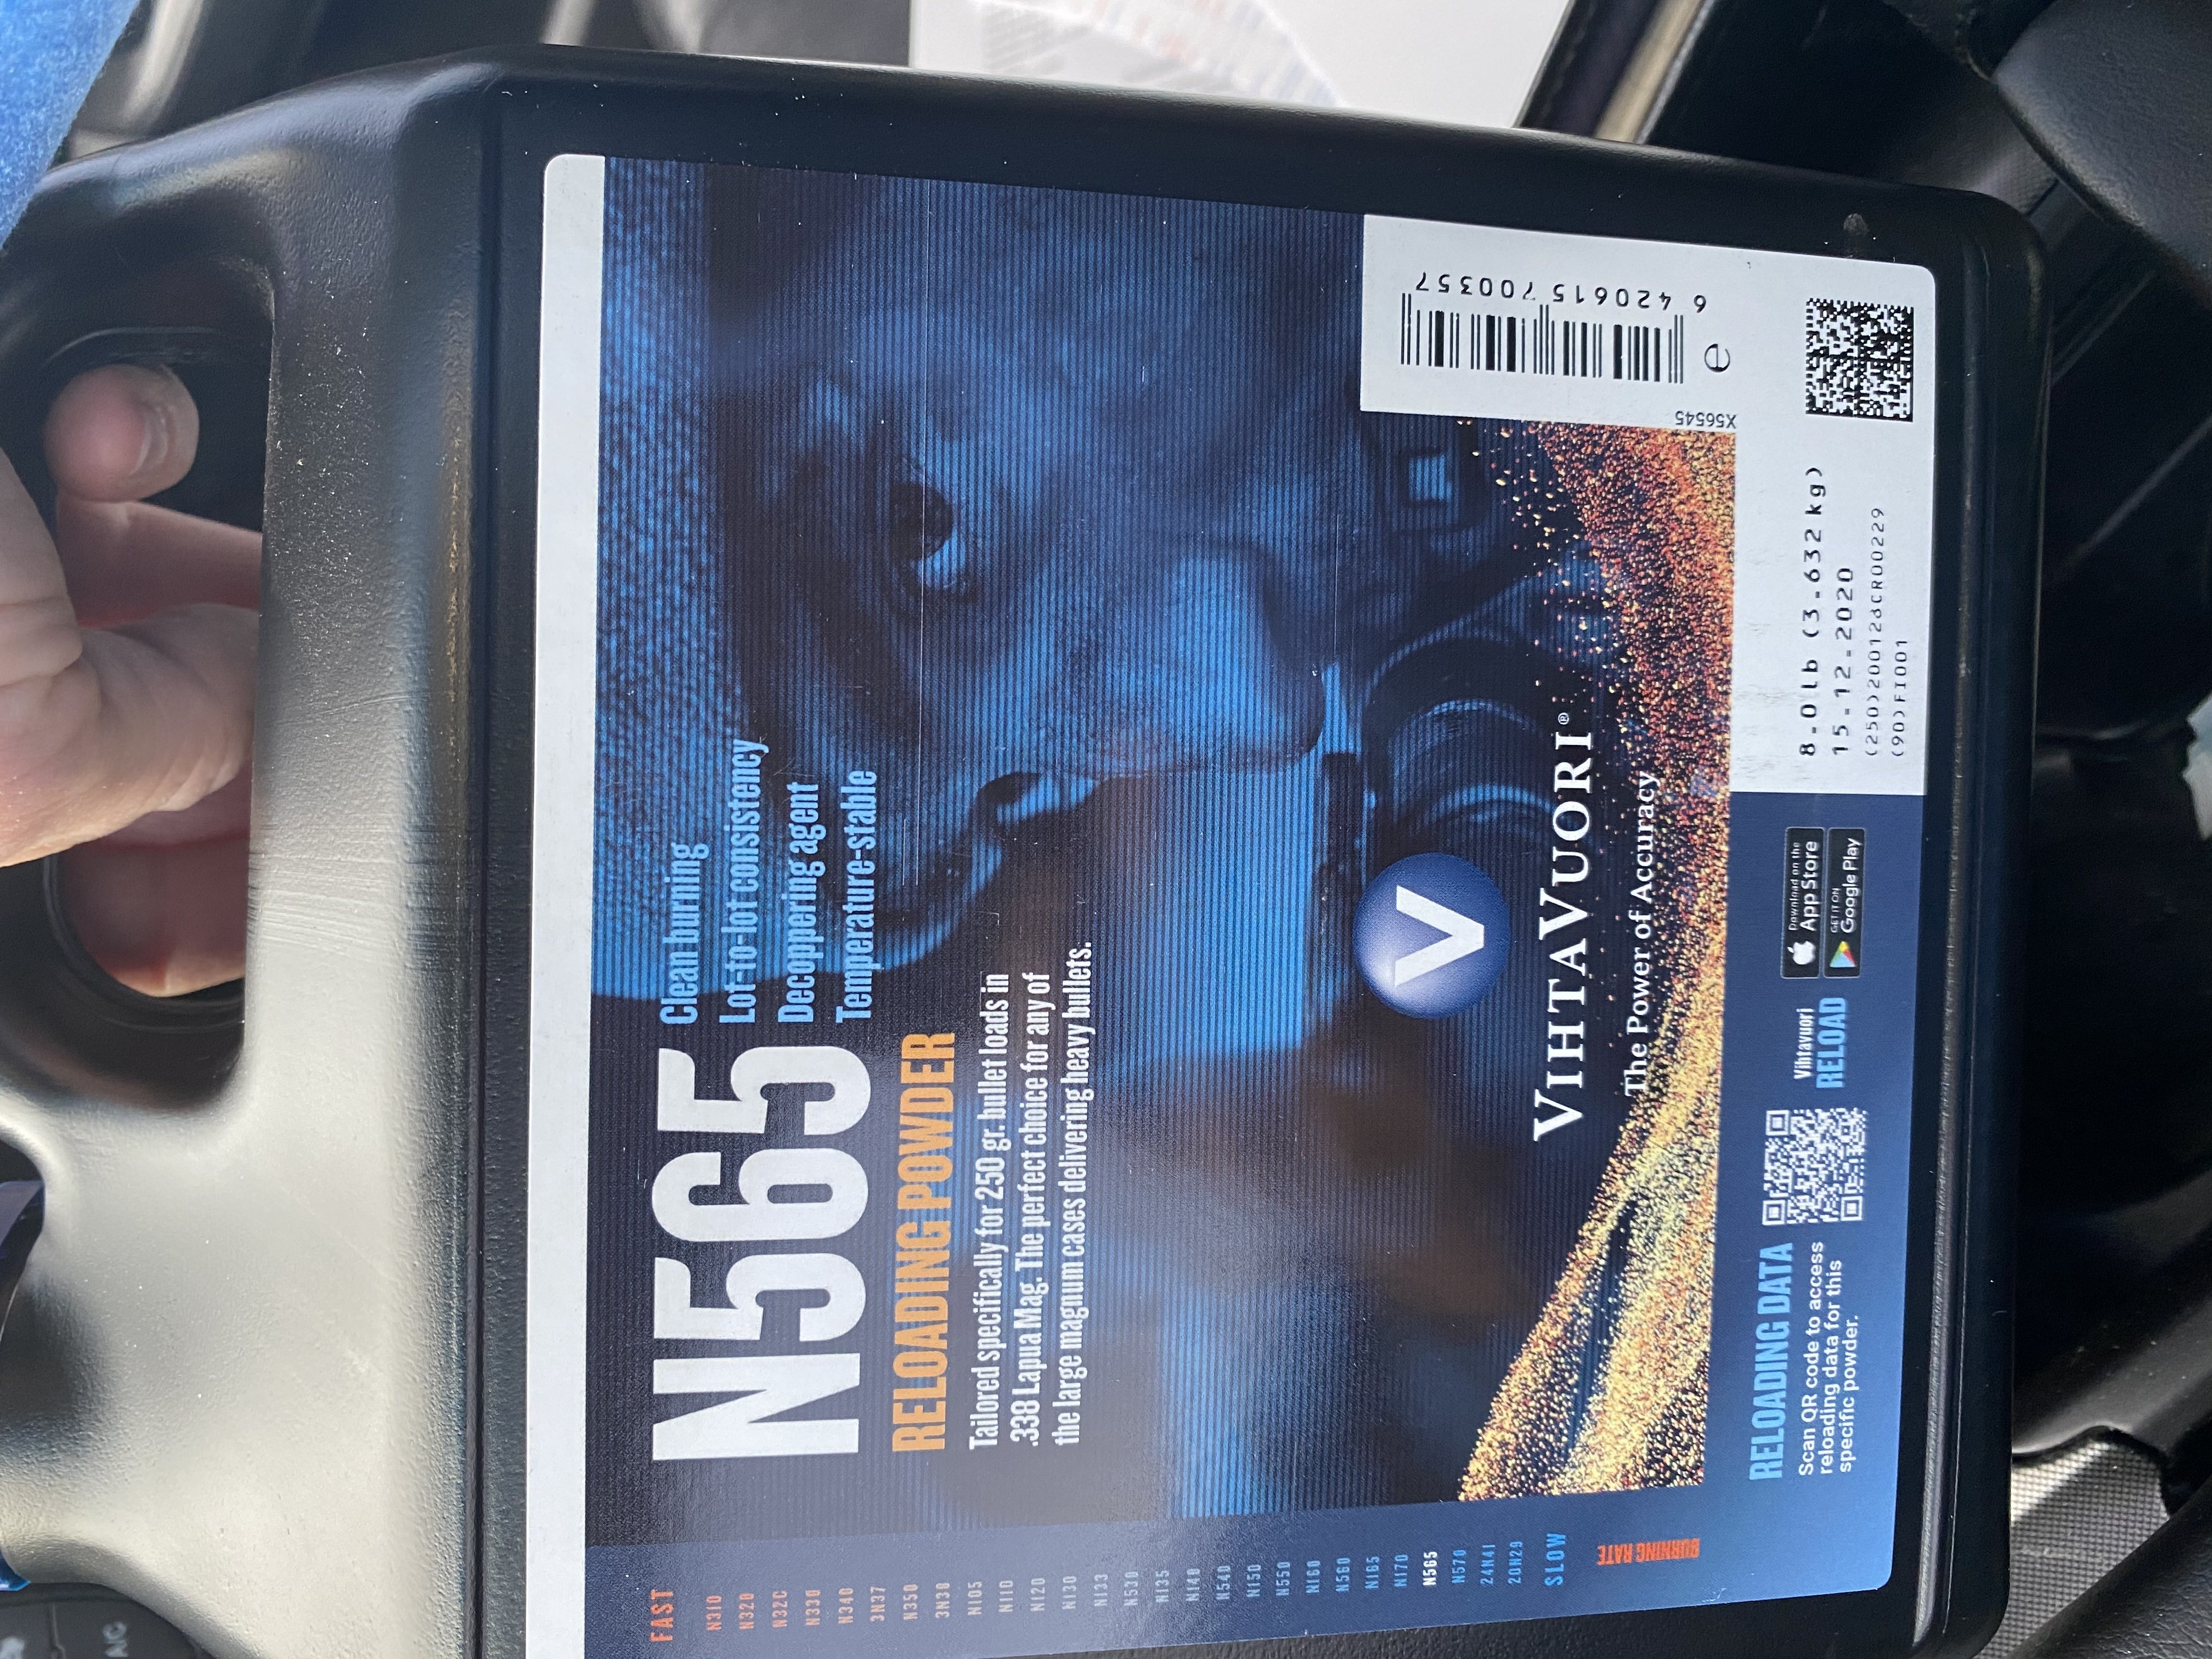 N565
RELOADING POWDER
Clean burning
Lot-to-lot consistency
Decoppering agent
Temperature-stable
Tailored specifically for 250 gr. bullet loads in
.338 Lapua Mag. The perfect choice for any of
the large magnum cases delivering heavy bullets.
FAST
N310
N320
N32C
N330
N340
3N37
N350
3N38
N105
N110
N120
N130
N133
N530
N135
N140
N540
N150
N550
N160
N560
N165
N170
N565
N570
24N41
20N29
SLOW
BURNING RATE
V
VIHTAVUORI®
The Power of Accuracy
X56545
6 420615 700357
e
RELOADING DATA
Scan QR code to access
reloading data for this
specific powder.
Vihtavuori
RELOAD
Download on the
App Store
GET IT ON
Google Play
8.0lb (3.632 kg)
15.12.2020
(90)FI001
A/C